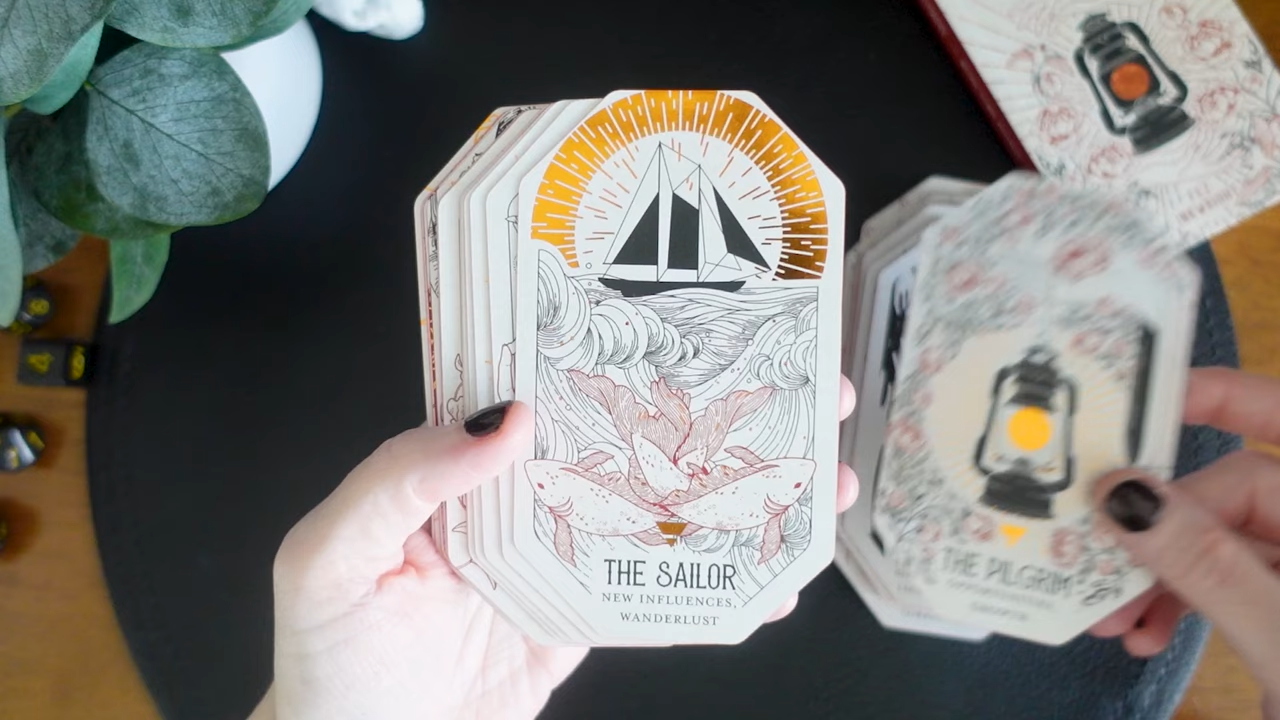 THE SAILOR
NEW INFLUENCES,
WANDERLUST
THE PILGRIM